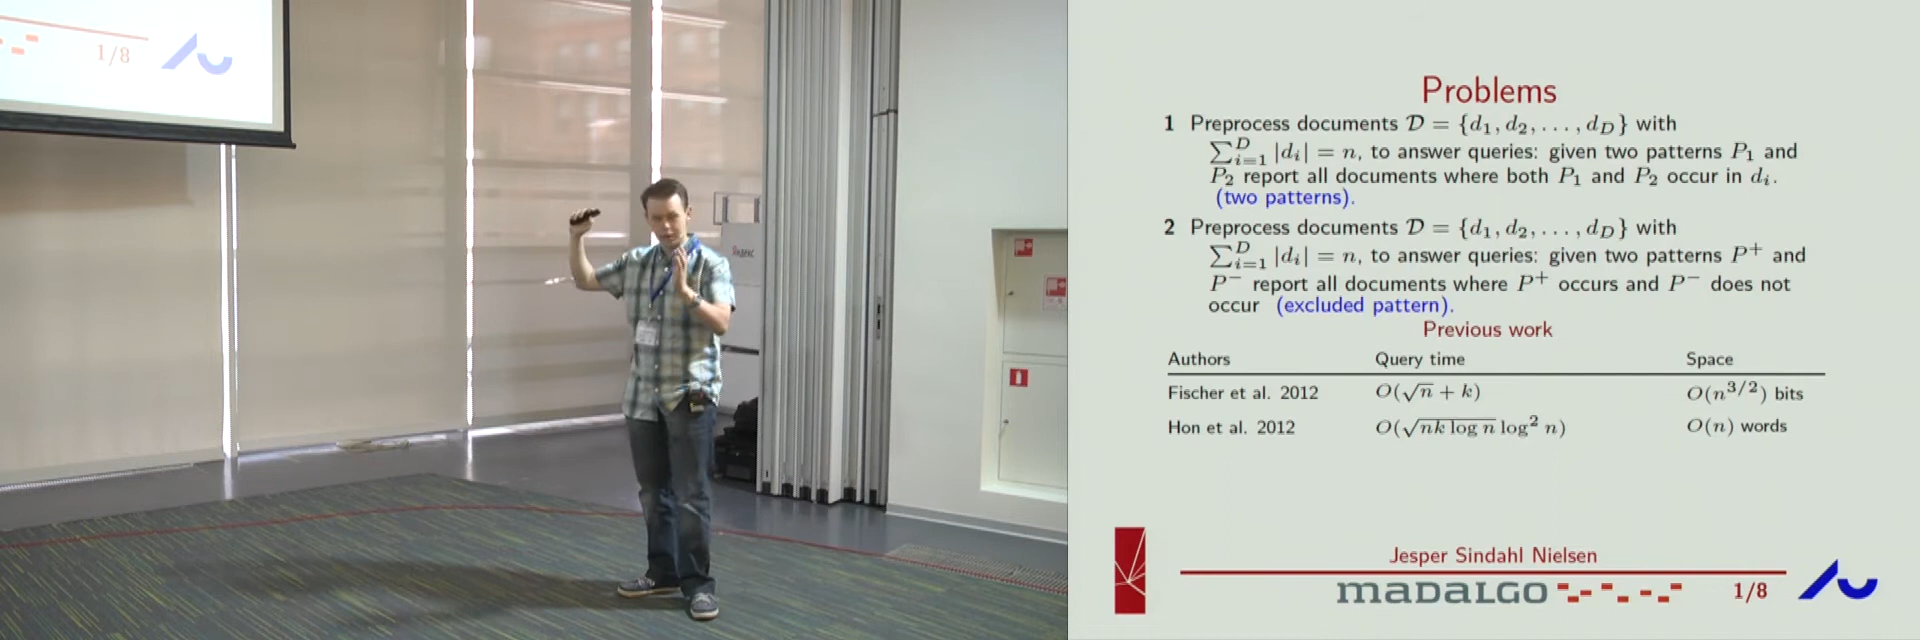 1/8
Яндекс
Problems
1 Preprocess documents 𝒟 = {d₁, d₂, . . . , d_D} with
∑ᴰᵢ₌₁ |dᵢ| = n, to answer queries: given two patterns P₁ and
P₂ report all documents where both P₁ and P₂ occur in dᵢ.
(two patterns).
2 Preprocess documents 𝒟 = {d₁, d₂, . . . , d_D} with
∑ᴰᵢ₌₁ |dᵢ| = n, to answer queries: given two patterns P⁺ and
P⁻ report all documents where P⁺ occurs and P⁻ does not
occur (excluded pattern).
Previous work
Authors Query time Space
Fischer et al. 2012 O(√n + k) O(n^{3/2}) bits
Hon et al. 2012 O(√(nk log n) log² n) O(n) words
Jesper Sindahl Nielsen
madalgo
1/8